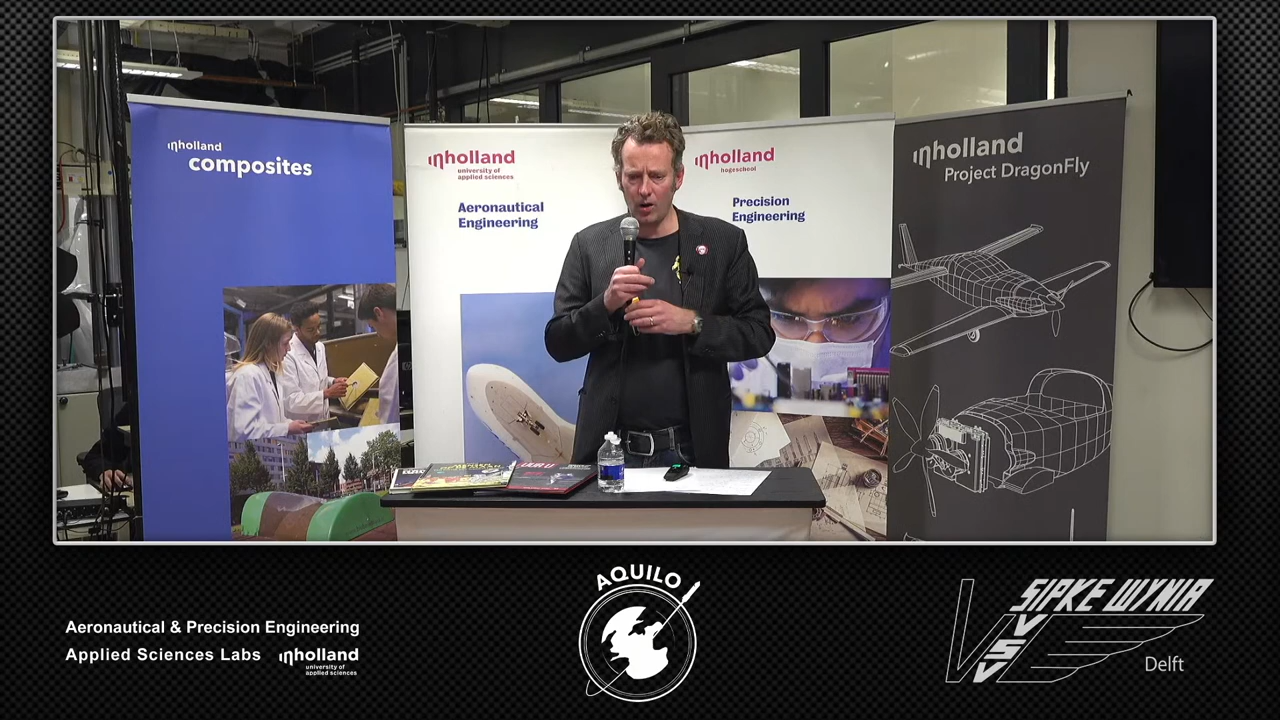 inholland
composites
inholland
university of
applied sciences
Aeronautical
Engineering
inholland
hogeschool
Precision
Engineering
inholland
Project DragonFly
Aeronautical & Precision Engineering
Applied Sciences Labs
inholland
university of
applied sciences
AQUILO
SIPKE WYNIA
VSV
Delft